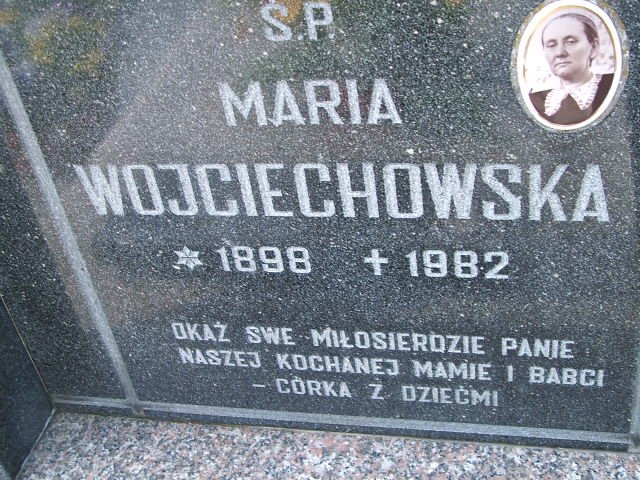 Ś.P.
MARIA
WOJCIECHOWSKA
* 1898 + 1982
OKAŻ SWE MIŁOSIERDZIE PANIE
NASZEJ KOCHANEJ MAMIE I BABCI
- CÓRKA Z DZIEĆMI